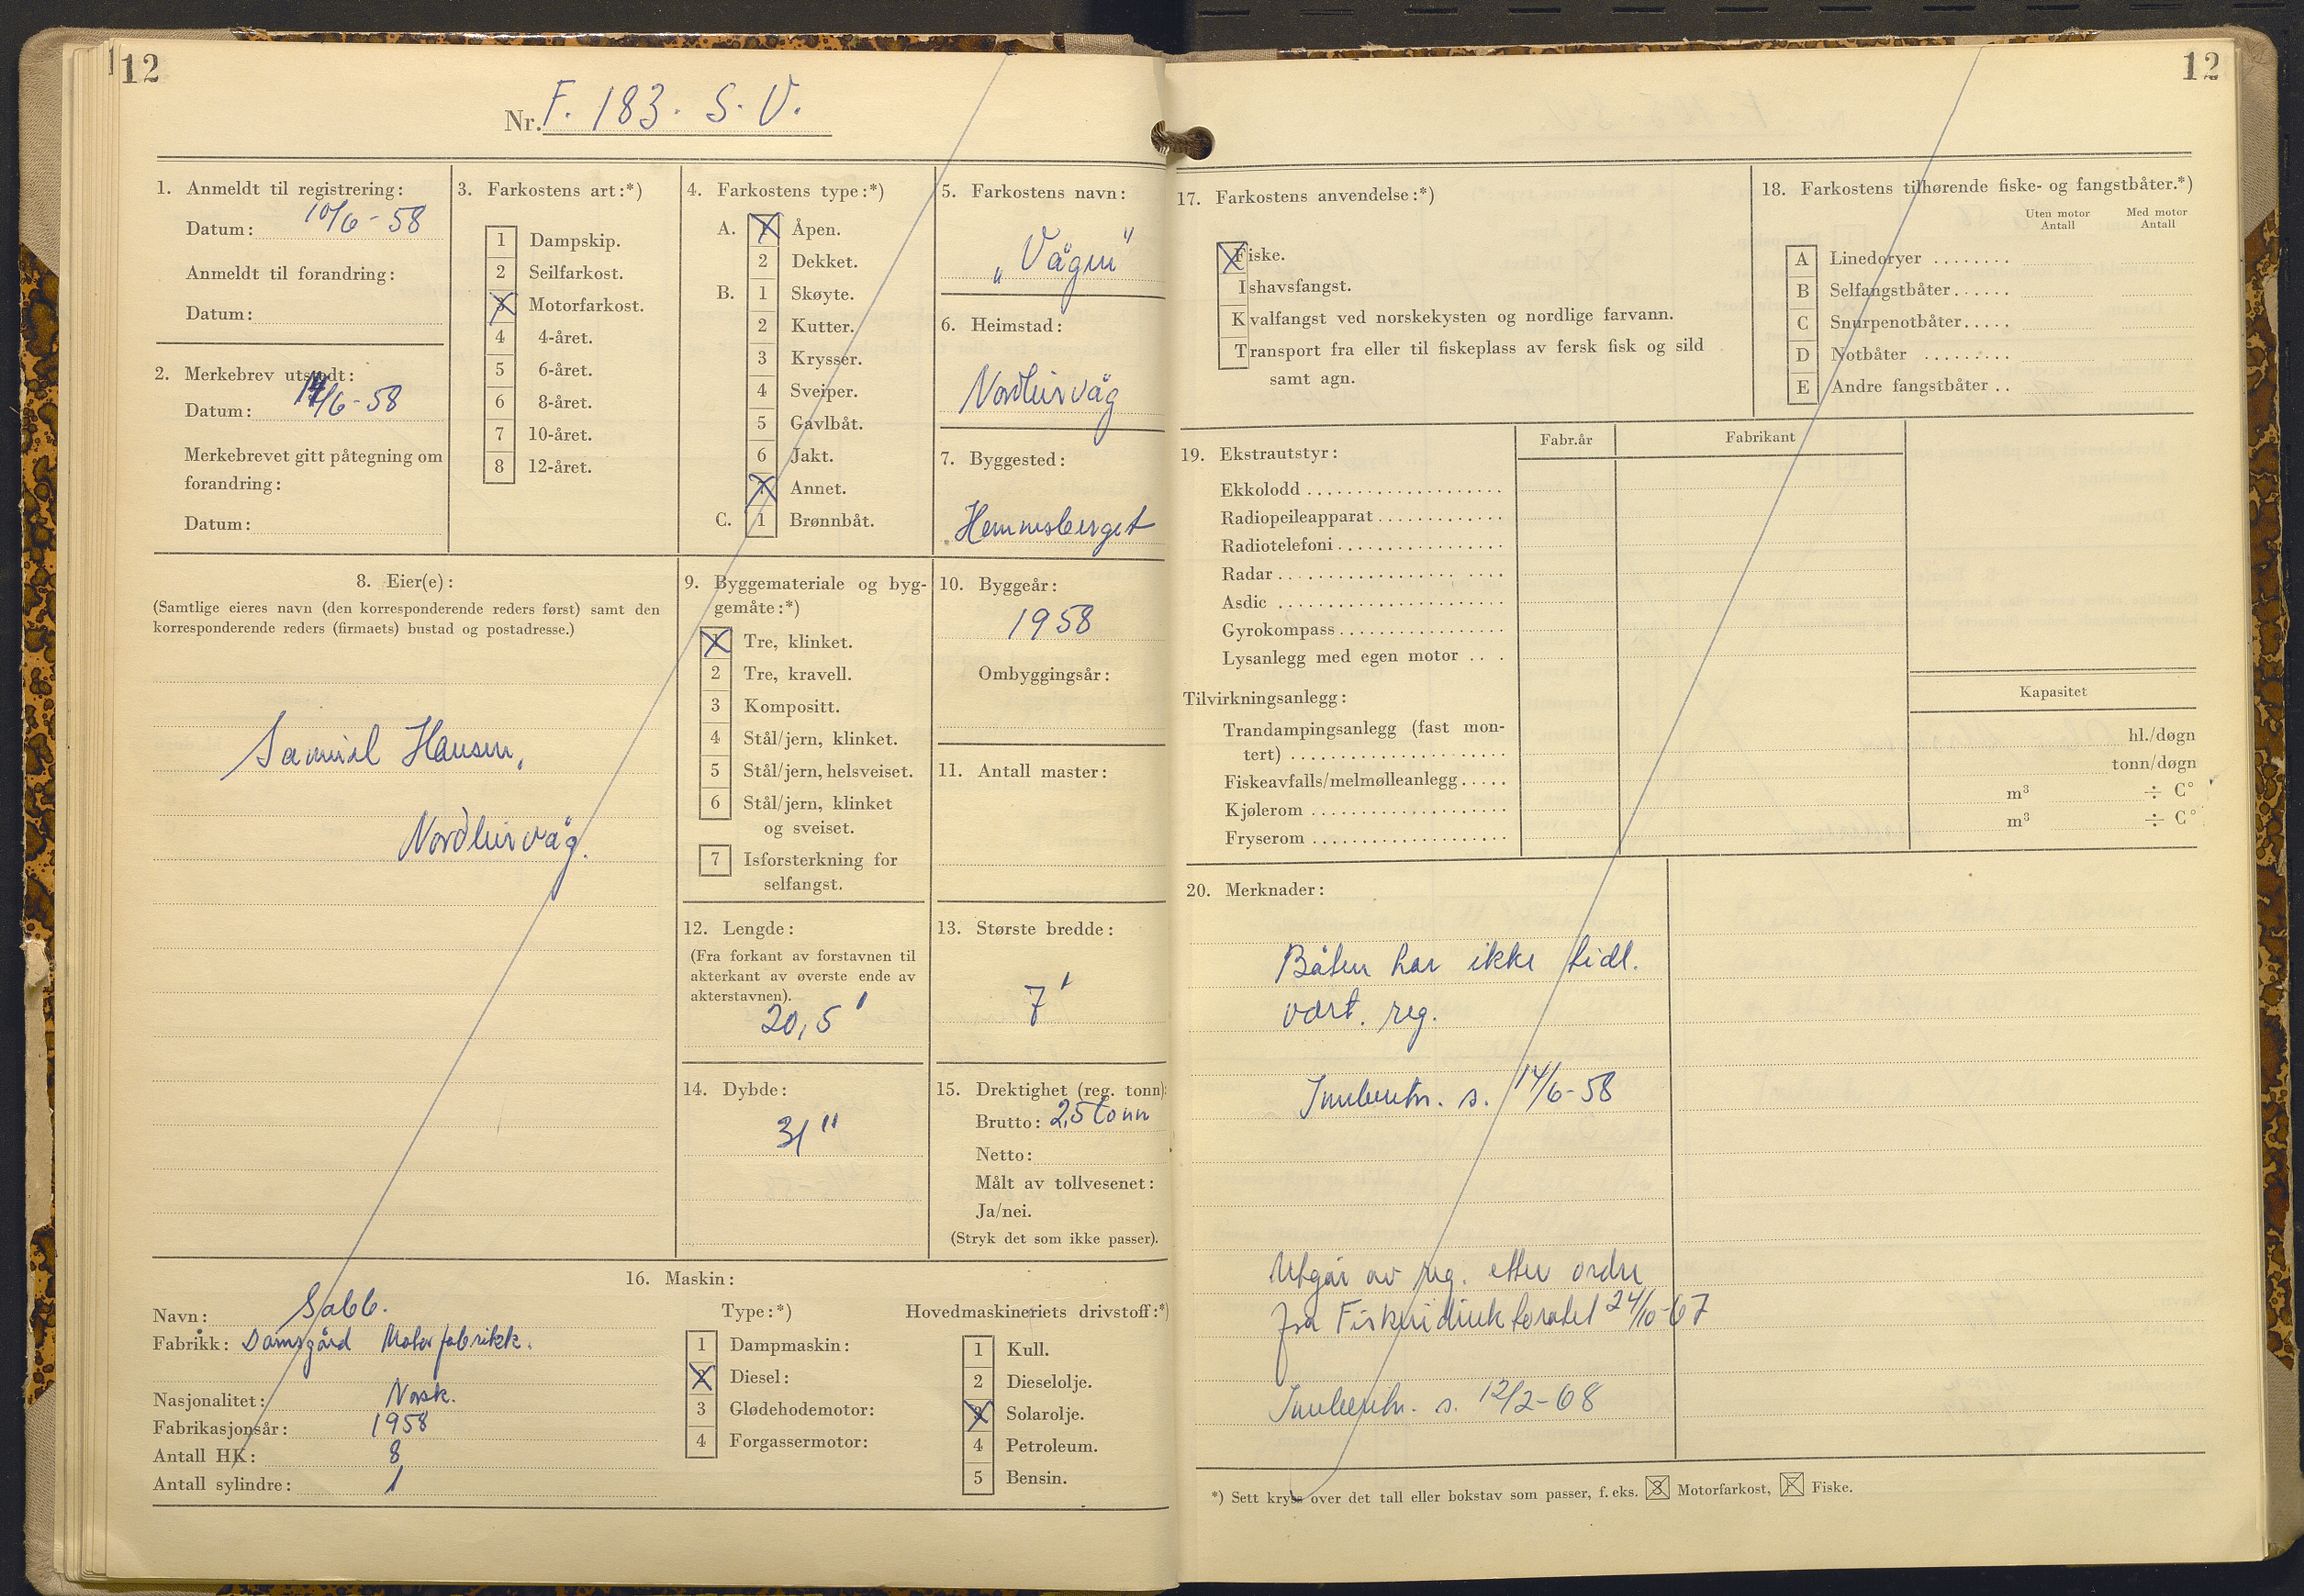 12
Nr. F. 183. S. V.
1. Anmeldt til registrering:
Datum: 10/6-58
Anmeldt til forandring:
Datum:
2. Merkebrev utstedt:
Datum: 14/6-58
Merkebrevet gitt påtegning om
forandring:
Datum:
3. Farkostens art:*)
1 Dampskip.
2 Seilfarkost.
3 Motorfarkost.
4 4-året.
5 6-året.
6 8-året.
7 10-året.
8 12-året.
4. Farkostens type:*)
A. 1 Åpen.
2 Dekket.
B. 1 Skøyte.
2 Kutter.
3 Krysser.
4 Sveiper.
5 Gavlbåt.
6 Jakt.
7 Annet.
C. 1 Brønnbåt.
5. Farkostens navn:
„Vågen"
6. Heimstad:
Nordleirvåg
7. Byggested:
Hemnesberget
8. Eier(e):
(Samtlige eieres navn (den korresponderende reders først) samt den
korresponderende reders (firmaets) bustad og postadresse.)
Samuel Hansen,
Nordleirvåg.
9. Byggemateriale og byg-
gemåte:*)
1 Tre, klinket.
2 Tre, kravell.
3 Kompositt.
4 Stål/jern, klinket.
5 Stål/jern, helsveiset.
6 Stål/jern, klinket
og sveiset.
7 Isforsterkning for
selfangst.
10. Byggeår:
1958
Ombyggingsår:
11. Antall master:
12. Lengde:
(Fra forkant av forstavnen til
akterkant av øverste ende av
akterstavnen).
20,5'
13. Største bredde:
7'
14. Dybde:
31"
15. Drektighet (reg. tonn):
Brutto: 2,5 tonn
Netto:
Målt av tollvesenet:
Ja/nei.
(Stryk det som ikke passer).
16. Maskin:
Navn: Sabb.
Fabrikk: Damsgård Motorfabrikk.
Nasjonalitet: Norsk.
Fabrikasjonsår: 1958
Antall HK: 8
Antall sylindre: 1
Type:*)
1 Dampmaskin:
2 Diesel:
3 Glødehodemotor:
4 Forgassermotor:
Hovedmaskineriets drivstoff:*)
1 Kull.
2 Dieselolje.
3 Solarolje.
4 Petroleum.
5 Bensin.
12
17. Farkostens anvendelse:*)
Fiske.
Ishavsfangst.
Kvalfangst ved norskekysten og nordlige farvann.
Transport fra eller til fiskeplass av fersk fisk og sild
samt agn.
18. Farkostens tilhørende fiske- og fangstbåter.*)
Uten motor Med motor
Antall Antall
A Linedoryer ........
B Selfangstbåter......
C Snurpenotbåter.....
D Notbåter .........
E Andre fangstbåter ..
19. Ekstrautstyr:
Fabr.år Fabrikant
Ekkolodd ....................
Radiopeileapparat .............
Radiotelefoni .................
Radar ......................
Asdic .......................
Gyrokompass .................
Lysanlegg med egen motor ...
Tilvirkningsanlegg:
Kapasitet
Trandampingsanlegg (fast mon-
tert) ...................... hl./døgn
Fiskeavfalls/melmølleanlegg ..... tonn/døgn
Kjølerom ................. m³ ÷ C°
Fryserom ................. m³ ÷ C°
20. Merknader:
Båten har ikke tidl.
vært. reg.
Innberetn. s. 14/6-58
Utgår av reg. etter ordre
fra Fiskeridirektoratet 24/10-67
Innberetn. s. 12/2-68
*) Sett kryss over det tall eller bokstav som passer, f. eks. 3 Motorfarkost, F Fiske.